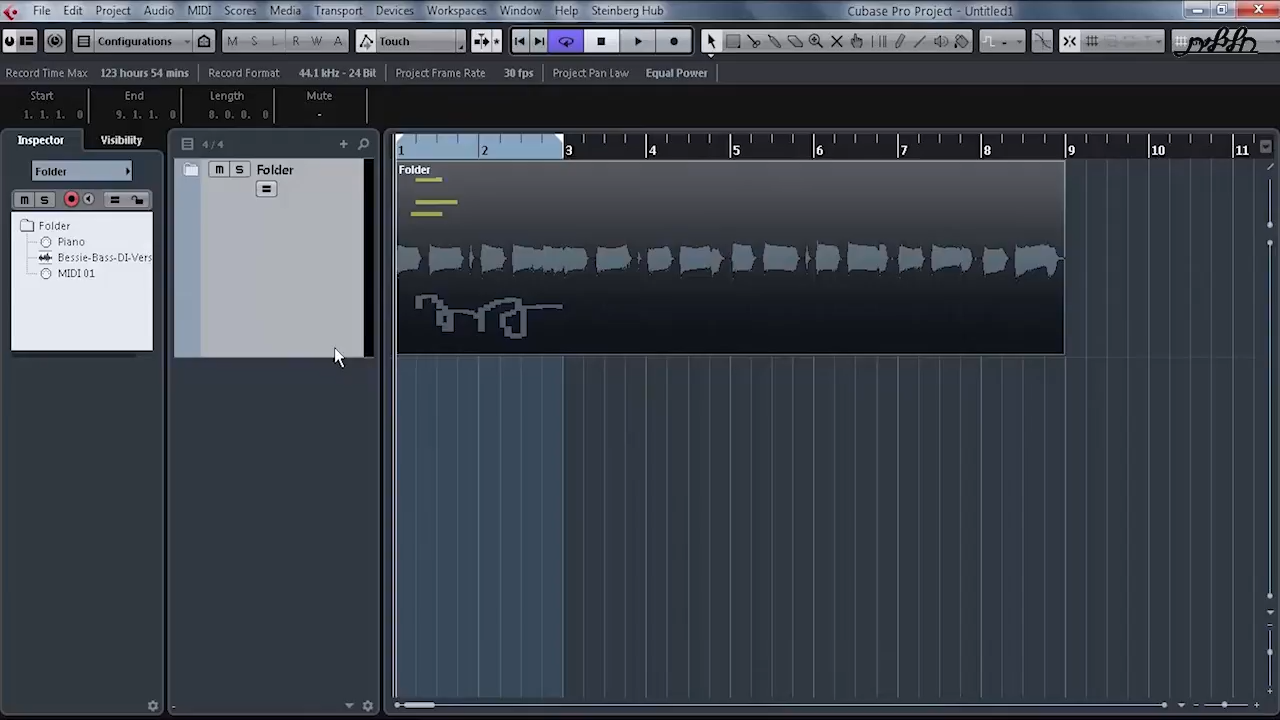 File Edit Project Audio MIDI Scores Media Transport Devices Workspaces Window Help Steinberg Hub Cubase Pro Project - Untitled1
Configurations M S L R W A Touch
Record Time Max 123 hours 54 mins Record Format 44.1 kHz - 24 Bit Project Frame Rate 30 fps Project Pan Law Equal Power
Start End Length Mute
1. 1. 1. 0 9. 1. 1. 0 8. 0. 0. 0 -
Inspector Visibility 4 / 4 +
1 2 3 4 5 6 7 8 9 10 11
Folder m S Folder Folder
m S
Folder
Piano
Bessie-Bass-DI-Vers
MIDI 01